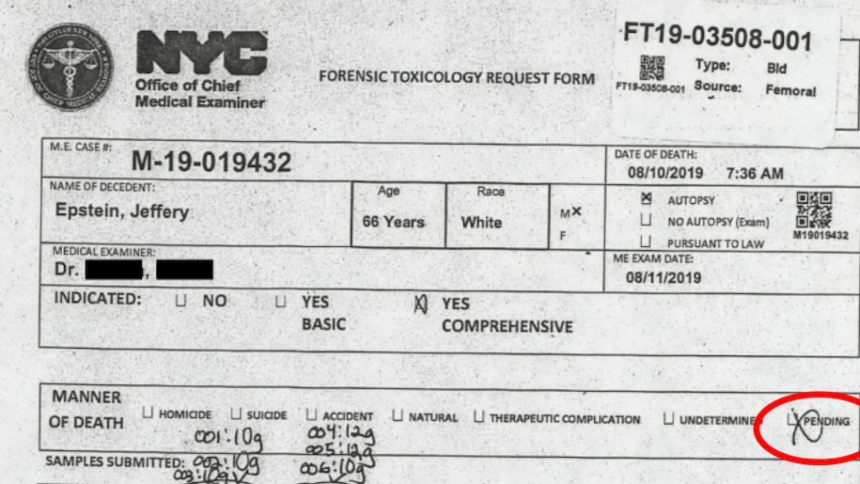 NYC
Office of Chief
Medical Examiner
FORENSIC TOXICOLOGY REQUEST FORM
FT19-03508-001
FT19-03508-001
Type: Bld
Source: Femoral
M.E. CASE #:
M-19-019432
DATE OF DEATH:
08/10/2019 7:36 AM
NAME OF DECEDENT:
Epstein, Jeffery
Age
66 Years
Race
White
M X
F
AUTOPSY
NO AUTOPSY (Exam)
PURSUANT TO LAW
M19019432
MEDICAL EXAMINER:
Dr.
ME EXAM DATE:
08/11/2019
INDICATED: NO YES YES
BASIC COMPREHENSIVE
MANNER
OF DEATH HOMICIDE SUICIDE ACCIDENT NATURAL THERAPEUTIC COMPLICATION UNDETERMINED PENDING
001:10g 004:12g
005:12g
SAMPLES SUBMITTED: 002:10g 006:10g
003:10g